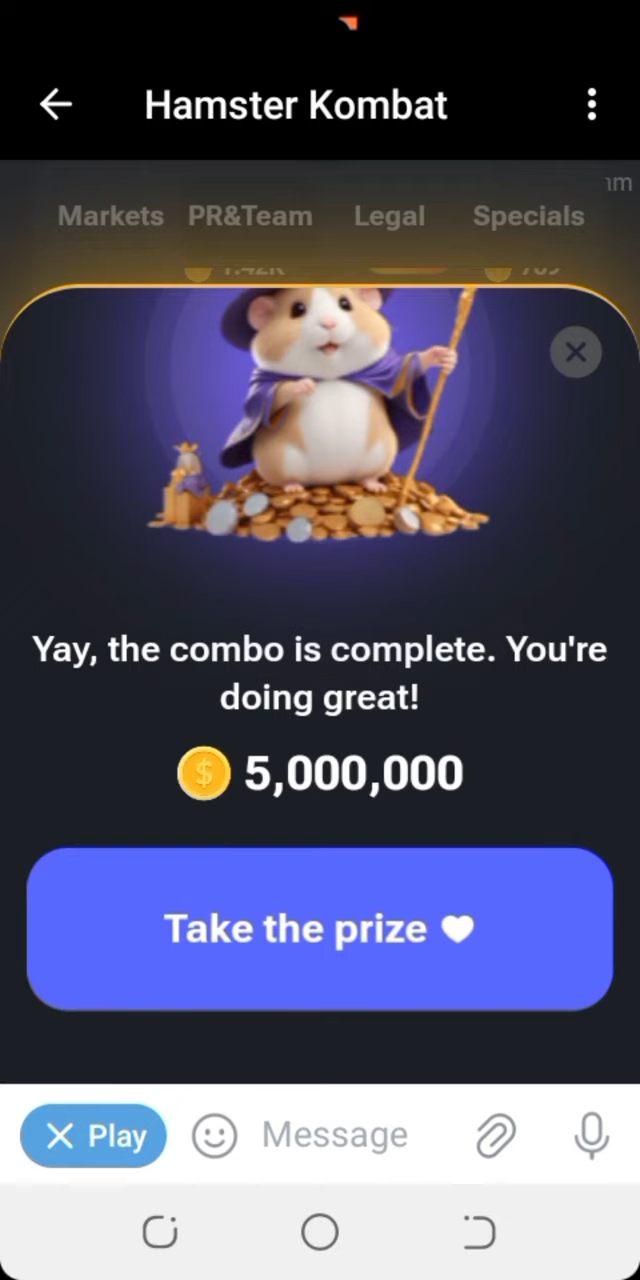 Hamster Kombat
Markets PR&Team Legal Specials
Yay, the combo is complete. You're
doing great!
5,000,000
Take the prize
Play Message